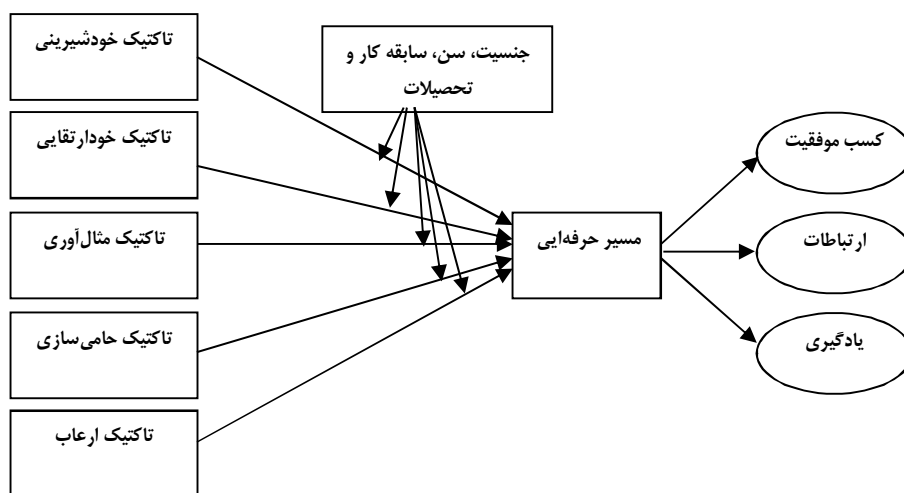 تاکتیک خودشیرینی
جنسیت، سن، سابقه کار و
تحصیلات
تاکتیک خودارتقایی
کسب موفقیت
تاکتیک مثال‌آوری
مسیر حرفه‌ایی
ارتباطات
تاکتیک حامی‌سازی
یادگیری
تاکتیک ارعاب